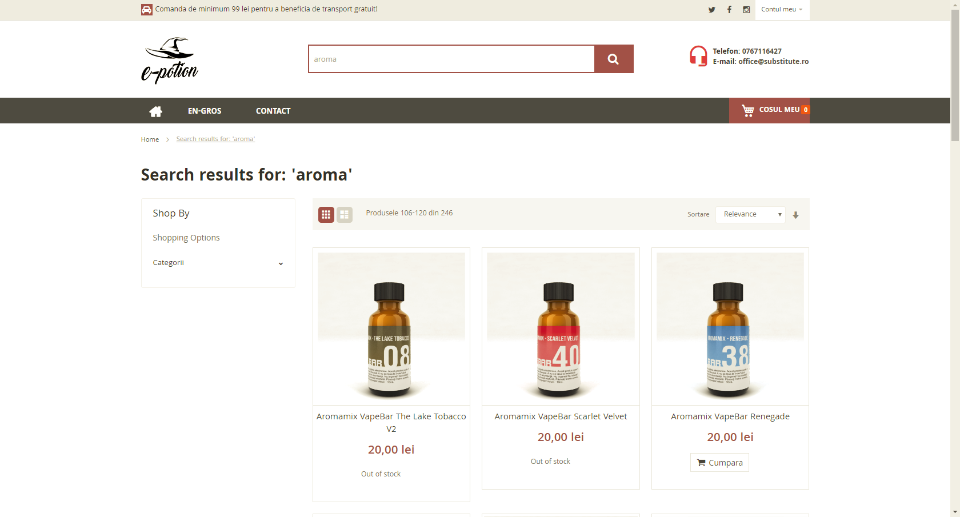 Comanda de minimum 99 lei pentru a beneficia de transport gratuit!
Contul meu
e-potion
aroma
Telefon: 0767116427
E-mail: office@substitute.ro
EN-GROS
CONTACT
COSUL MEU 0
Home
Search results for: 'aroma'
Search results for: 'aroma'
Shop By
Shopping Options
Categorii
Produsele 106-120 din 246
Sortare
Relevance
THE LAKE TOBACCO
08
SCARLET VELVET
40
AROMAMIX - RENEGADE
38
Aromamix VapeBar The Lake Tobacco
V2
20,00 lei
Out of stock
Aromamix VapeBar Scarlet Velvet
20,00 lei
Out of stock
Aromamix VapeBar Renegade
20,00 lei
Cumpara